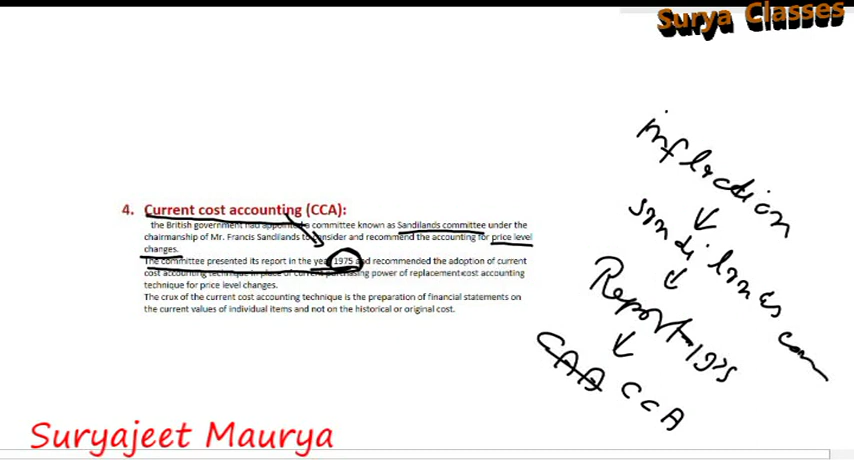 Surya Classes
4. Current cost accounting (CCA):
the British government had appointed a committee known as Sandilands committee under the
chairmanship of Mr. Francis Sandilands to consider and recommend the accounting for price level
changes.
The committee presented its report in the year 1975 and recommended the adoption of current
cost accounting technique in place of current purchasing power of replacement cost accounting
technique for price level changes.
The crux of the current cost accounting technique is the preparation of financial statements on
the current values of individual items and not on the historical or original cost.
Report-1975
CAA CCA
Suryajeet Maurya